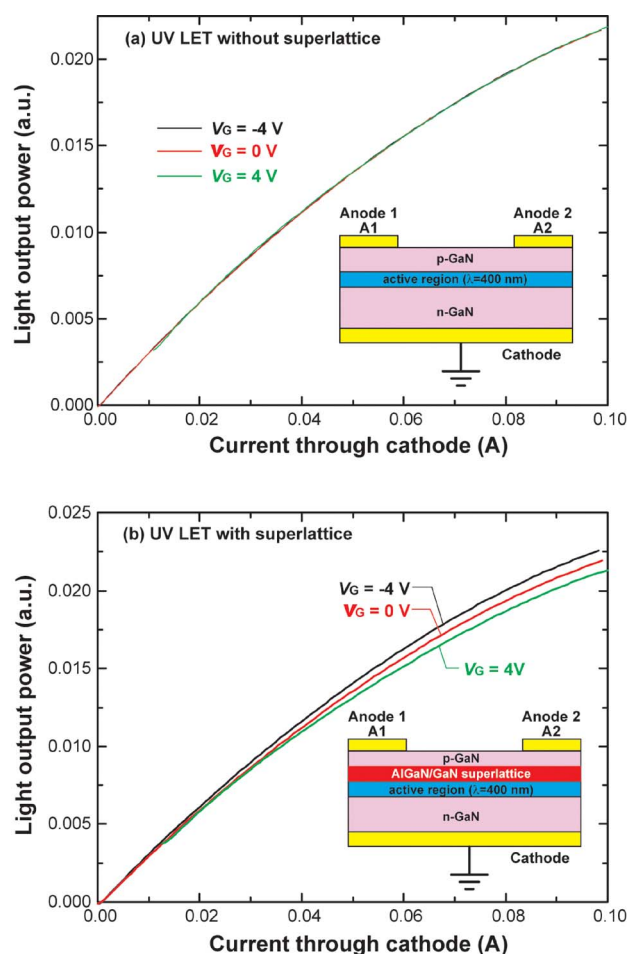 (a) UV LET without superlattice
Light output power (a.u.)
0.020
0.015
0.010
0.005
0.000
VG = -4 V
VG = 0 V
VG = 4 V
Anode 1
A1
Anode 2
A2
p-GaN
active region (λ=400 nm)
n-GaN
Cathode
0.00
0.02
0.04
0.06
0.08
0.10
Current through cathode (A)
(b) UV LET with superlattice
Light output power (a.u.)
0.025
0.020
0.015
0.010
0.005
0.000
VG = -4 V
VG = 0 V
VG = 4V
Anode 1
A1
Anode 2
A2
p-GaN
AlGaN/GaN superlattice
active region (λ=400 nm)
n-GaN
Cathode
0.00
0.02
0.04
0.06
0.08
0.10
Current through cathode (A)